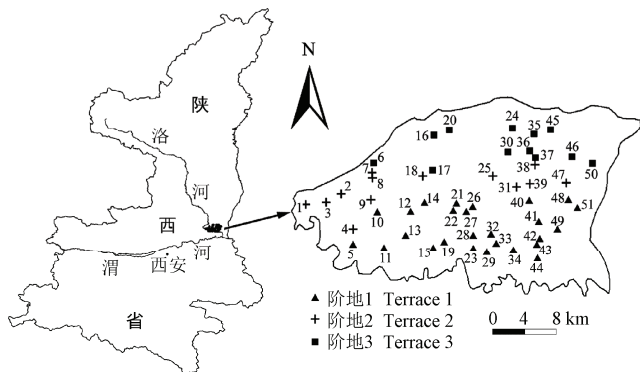 N
陕
洛
河
西
渭 西安 河
省
20 24 35 45
16
30 36
6 37 46
7 38 50
8 18 17 25 47
2 31 39
1 3 9 12 14 21 26 40 48 51
10 22 27
4 13 28 32 41 49
5 11 15 19 23 29 33 34 42 43
44
阶地1 Terrace 1
阶地2 Terrace 2
阶地3 Terrace 3
0 4 8 km